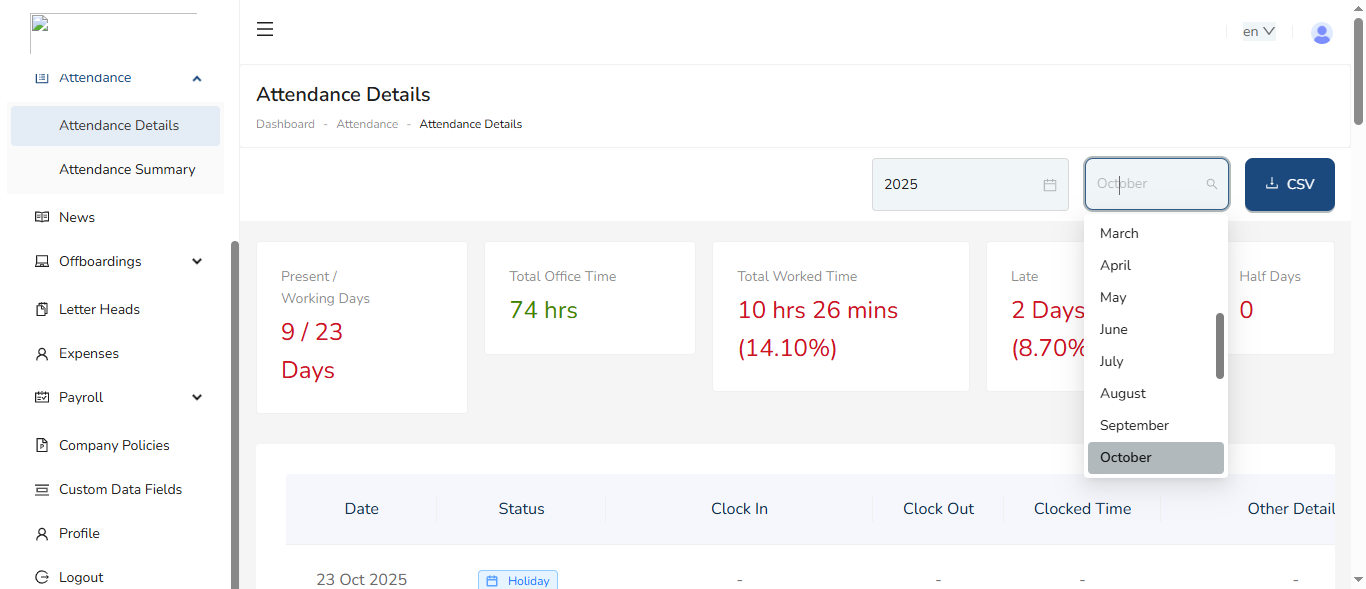 en
Attendance
Attendance Details
Attendance Summary
News
Offboardings
Letter Heads
Expenses
Payroll
Company Policies
Custom Data Fields
Profile
Logout
Attendance Details
Dashboard - Attendance - Attendance Details
2025
October
CSV
March
April
May
June
July
August
September
October
Present /
Working Days
9 / 23
Days
Total Office Time
74 hrs
Total Worked Time
10 hrs 26 mins
(14.10%)
Late
2 Days
(8.70%
Half Days
0
Date Status Clock In Clock Out Clocked Time Other Detail
23 Oct 2025 Holiday - - - -